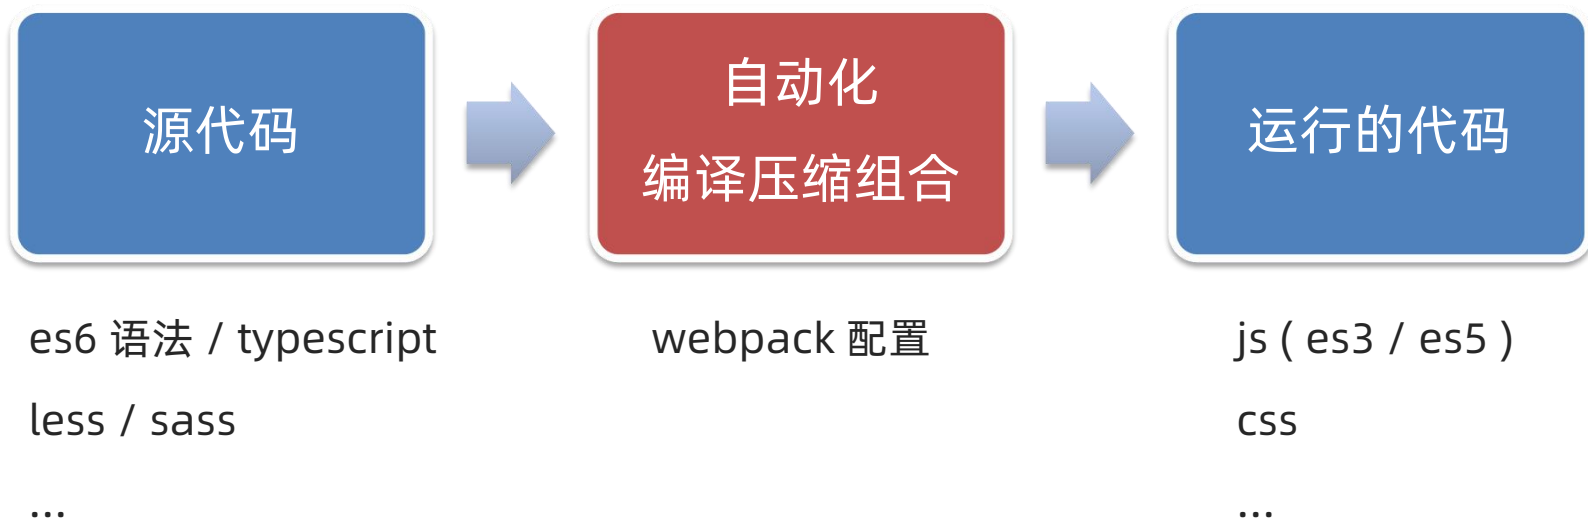 源代码
自动化
编译压缩组合
运行的代码
es6 语法 / typescript
less / sass
...
webpack 配置
js ( es3 / es5 )
css
...